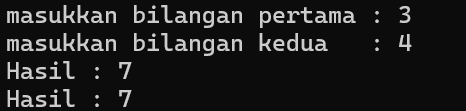 masukkan bilangan pertama : 3
masukkan bilangan kedua   : 4
Hasil : 7
Hasil : 7